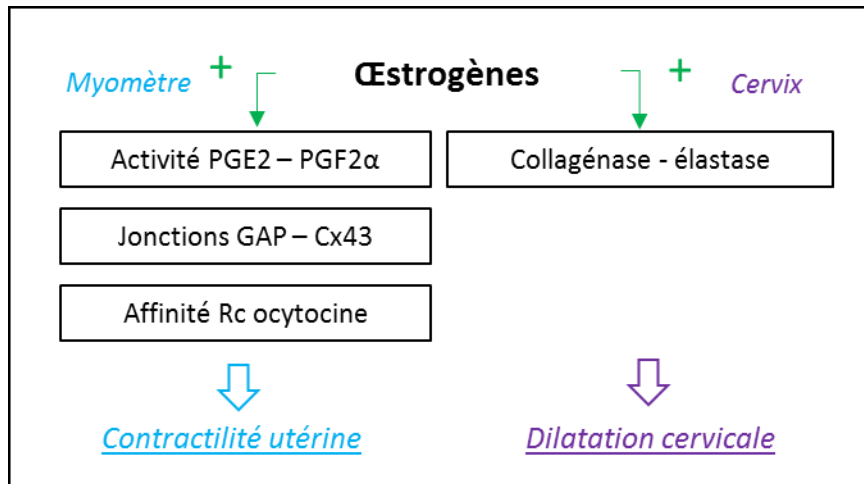 Œstrogènes
Myomètre +
+ Cervix
Activité PGE2 – PGF2α
Collagénase - élastase
Jonctions GAP – Cx43
Affinité Rc ocytocine
Contractilité utérine
Dilatation cervicale